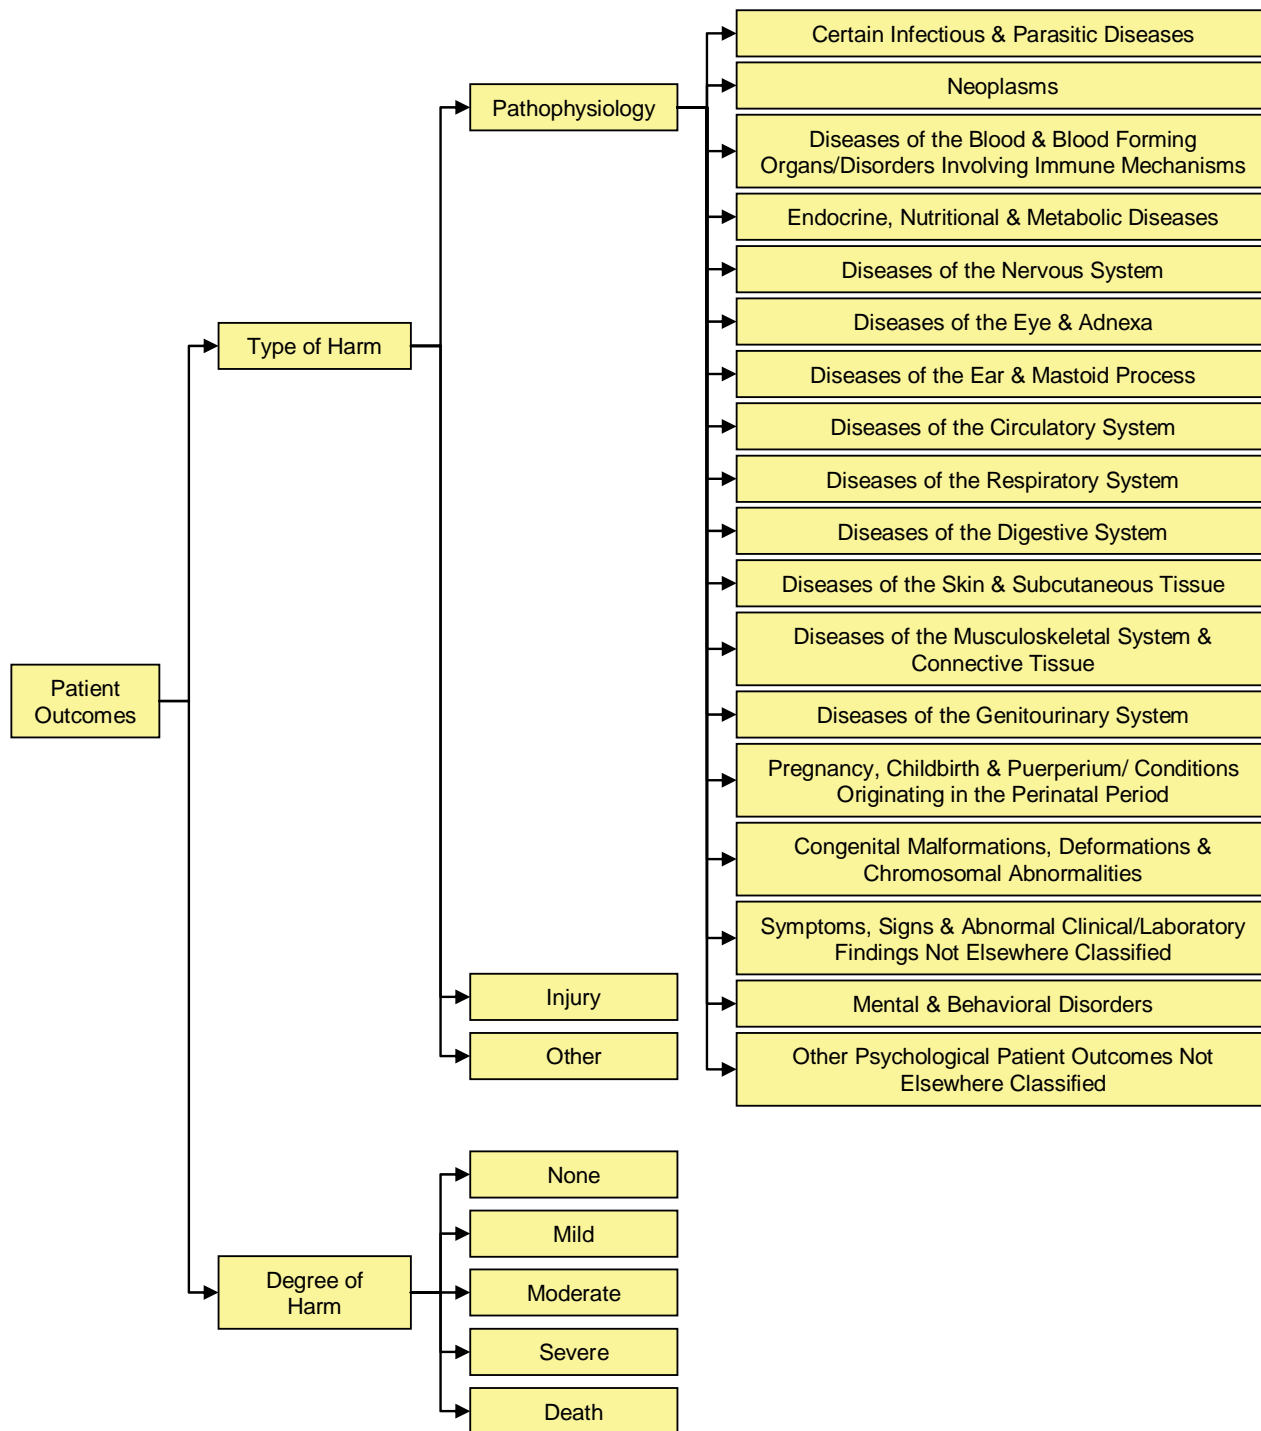 Certain Infectious & Parasitic Diseases
Neoplasms
Pathophysiology
Diseases of the Blood & Blood Forming
Organs/Disorders Involving Immune Mechanisms
Endocrine, Nutritional & Metabolic Diseases
Diseases of the Nervous System
Diseases of the Eye & Adnexa
Type of Harm
Diseases of the Ear & Mastoid Process
Diseases of the Circulatory System
Diseases of the Respiratory System
Diseases of the Digestive System
Diseases of the Skin & Subcutaneous Tissue
Diseases of the Musculoskeletal System &
Connective Tissue
Patient
Outcomes
Diseases of the Genitourinary System
Pregnancy, Childbirth & Puerperium/ Conditions
Originating in the Perinatal Period
Congenital Malformations, Deformations &
Chromosomal Abnormalities
Symptoms, Signs & Abnormal Clinical/Laboratory
Findings Not Elsewhere Classified
Injury
Mental & Behavioral Disorders
Other
Other Psychological Patient Outcomes Not
Elsewhere Classified
None
Mild
Degree of
Harm
Moderate
Severe
Death